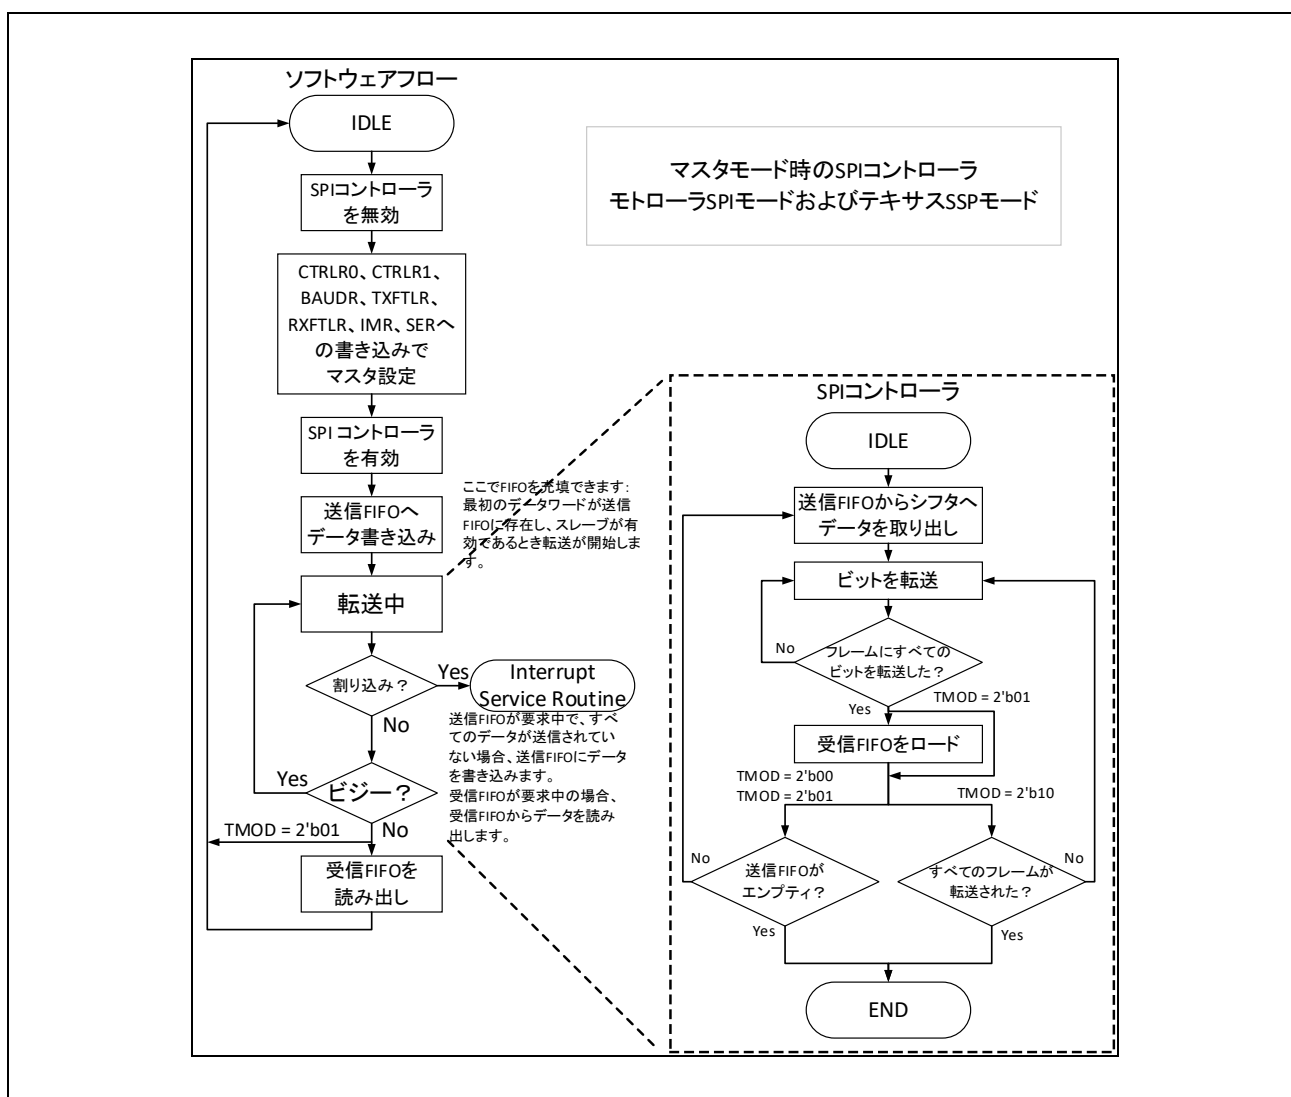 ソフトウェアフロー
IDLE
SPIコントローラ
を無効
CTRLR0、CTRLR1、
BAUDR、TXFTLR、
RXFTLR、IMR、SERへ
の書き込みで
マスタ設定
SPI コントローラ
を有効
送信FIFOへ
データ書き込み
転送中
割り込み？
Yes
No
Interrupt
Service Routine
ビジー？
Yes
No
TMOD = 2'b01
受信FIFOを
読み出し
マスタモード時のSPIコントローラ
モトローラSPIモードおよびテキサスSSPモード
ここでFIFOを充填できます：
最初のデータワードが送信
FIFOに存在し、スレーブが有
効であるとき転送が開始しま
す。
送信FIFOが要求中で、すべ
てのデータが送信されてい
ない場合、送信FIFOにデータ
を書き込みます。
受信FIFOが要求中の場合、
受信FIFOからデータを読み
出します。
SPIコントローラ
IDLE
送信FIFOからシフタへ
データを取り出し
ビットを転送
フレームにすべての
ビットを転送した？
No
Yes
TMOD = 2'b01
受信FIFOをロード
TMOD = 2'b00
TMOD = 2'b01
TMOD = 2'b10
送信FIFOが
エンプティ？
No
Yes
すべてのフレームが
転送された？
No
Yes
END